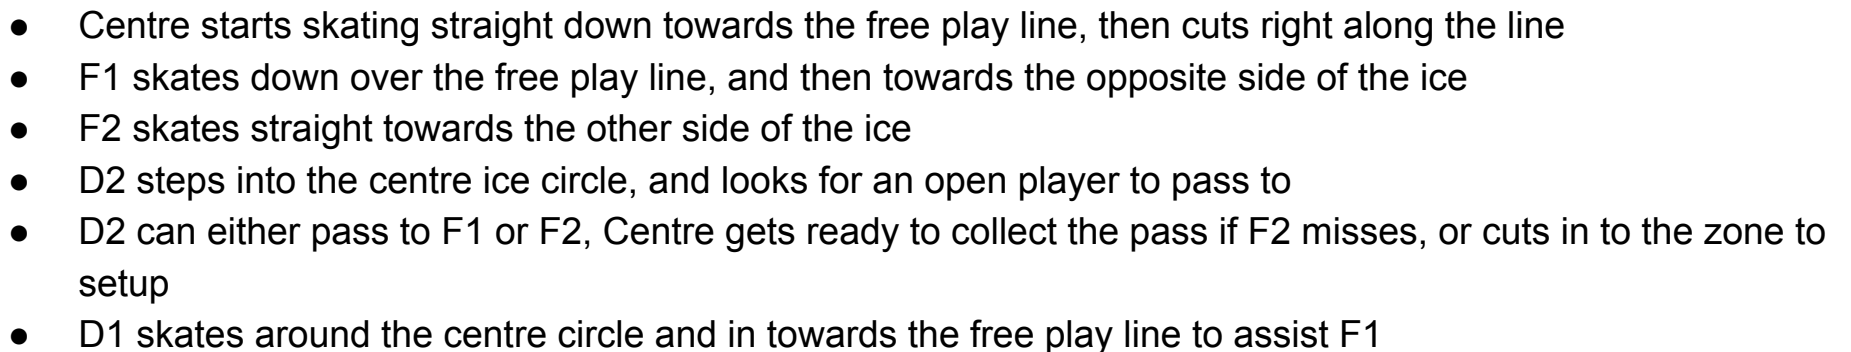 ● Centre starts skating straight down towards the free play line, then cuts right along the line
● F1 skates down over the free play line, and then towards the opposite side of the ice
● F2 skates straight towards the other side of the ice
● D2 steps into the centre ice circle, and looks for an open player to pass to
● D2 can either pass to F1 or F2, Centre gets ready to collect the pass if F2 misses, or cuts in to the zone to
setup
● D1 skates around the centre circle and in towards the free play line to assist F1